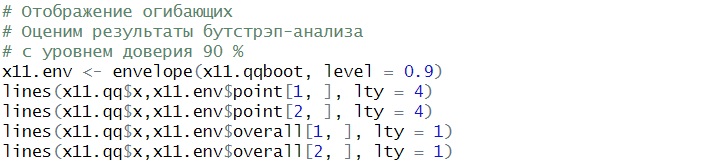 # Отображение огибающих
# Оценим результаты бутстрэп-анализа
# с уровнем доверия 90 %
x11.env <- envelope(x11.qqboot, level = 0.9)
lines(x11.qq$x,x11.env$point[1, ], lty = 4)
lines(x11.qq$x,x11.env$point[2, ], lty = 4)
lines(x11.qq$x,x11.env$overall[1, ], lty = 1)
lines(x11.qq$x,x11.env$overall[2, ], lty = 1)